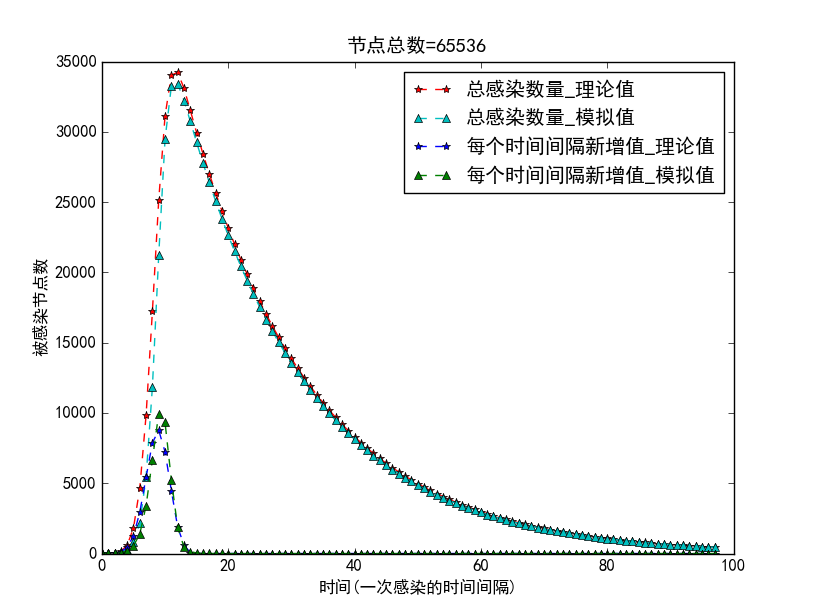 节点总数=65536
35000
30000
25000
20000
15000
10000
5000
0
被感染节点数
总感染数量_理论值
总感染数量_模拟值
每个时间间隔新增值_理论值
每个时间间隔新增值_模拟值
0 20 40 60 80 100
时间(一次感染的时间间隔)